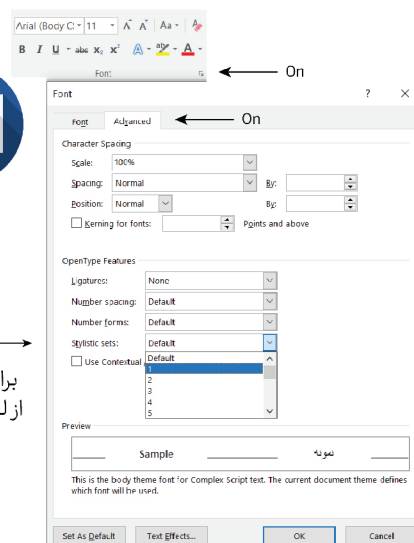 Arial (Body C 11 Aa
B I U abc X₂ X² A ab A
Font
On
Font ? ×
Font Advanced
On
Character Spacing
Scale: 100%
Spacing: Normal By:
Position: Normal By:
Kerning for fonts: Points and above
OpenType Features
Ligatures: None
Number spacing: Default
Number forms: Default
Stylistic sets: Default
Use Contextual Default
1
2
3
4
5
برا
از ل
Preview
Sample نمونه
This is the body theme font for Complex Script text. The current document theme defines
which font will be used.
Set As Default Text Effects... OK Cancel